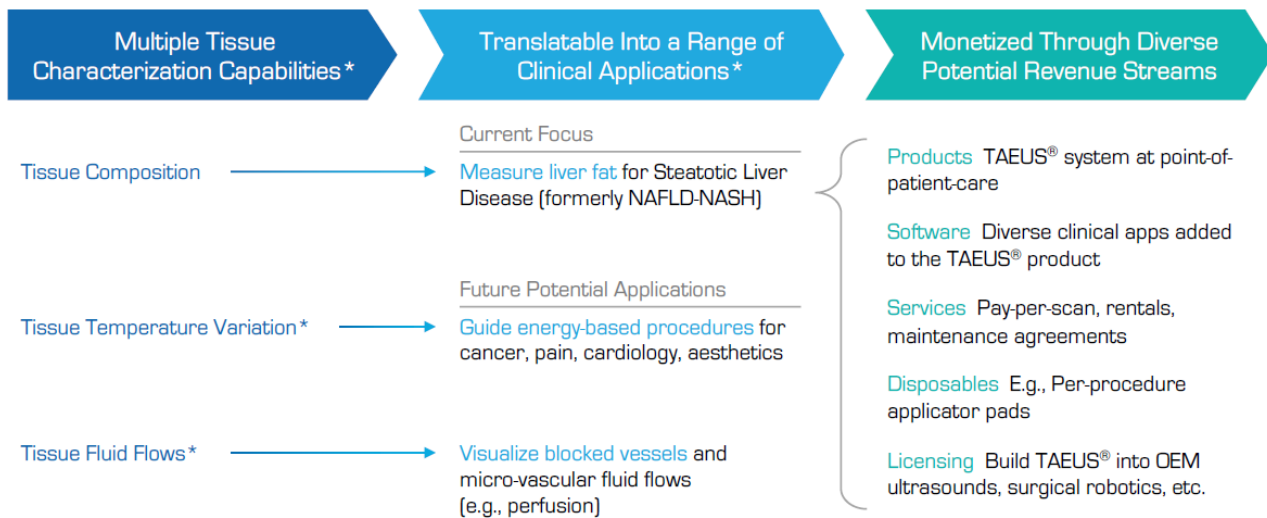 Multiple Tissue
Characterization Capabilities*
Translatable Into a Range of
Clinical Applications*
Monetized Through Diverse
Potential Revenue Streams
Tissue Composition
Current Focus
Measure liver fat for Steatotic Liver
Disease (formerly NAFLD-NASH)
Tissue Temperature Variation*
Future Potential Applications
Guide energy-based procedures for
cancer, pain, cardiology, aesthetics
Tissue Fluid Flows*
Visualize blocked vessels and
micro-vascular fluid flows
(e.g., perfusion)
Products TAEUS® system at point-of-
patient-care
Software Diverse clinical apps added
to the TAEUS® product
Services Pay-per-scan, rentals,
maintenance agreements
Disposables E.g., Per-procedure
applicator pads
Licensing Build TAEUS® into OEM
ultrasounds, surgical robotics, etc.